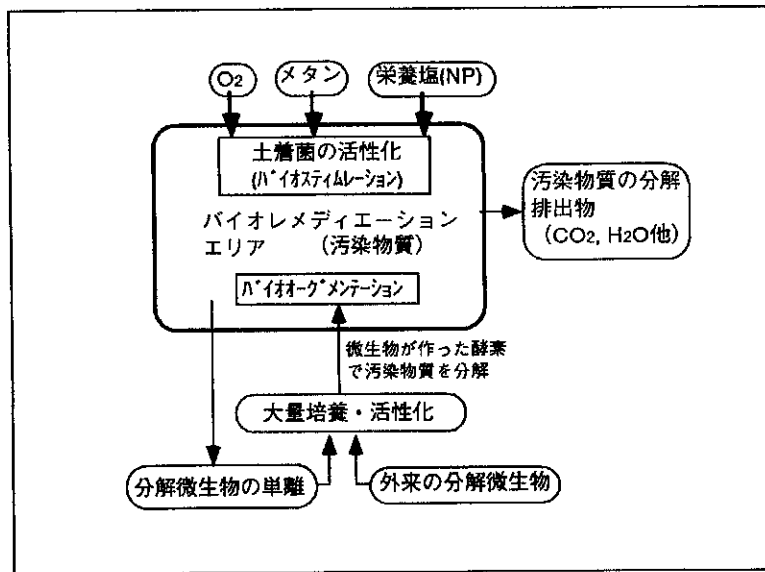 O2
メタン
栄養塩(NP)
土着菌の活性化
(ﾊﾞｲｵｽﾃｨﾑﾚｰｼｮﾝ)
バイオレメディエーション
エリア (汚染物質)
ﾊﾞｲｵｵｰｸﾞﾒﾝﾃｰｼｮﾝ
汚染物質の分解
排出物
(CO2, H2O他)
微生物が作った酵素
で汚染物質を分解
大量培養・活性化
分解微生物の単離
外来の分解微生物